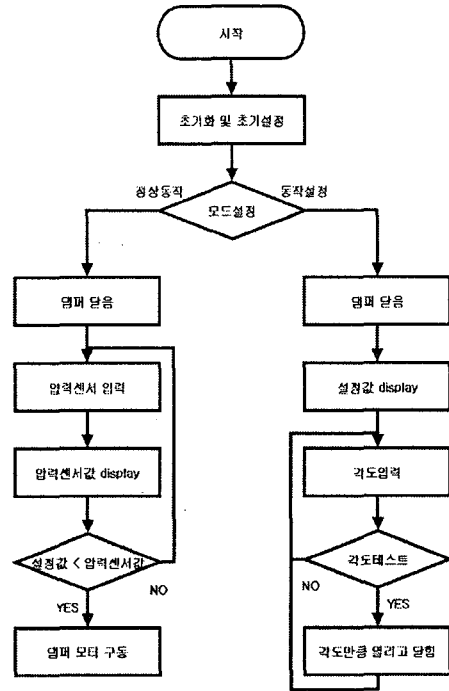 시작
초기화 및 초기설정
정상동작
동작설정
모드설정
댐퍼 닫음
댐퍼 닫음
압력센서 입력
설정값 display
압력센서값 display
각도입력
설정값 < 압력센서값
각도테스트
NO
NO
YES
YES
댐퍼 모터 구동
각도만큼 열리고 닫힘